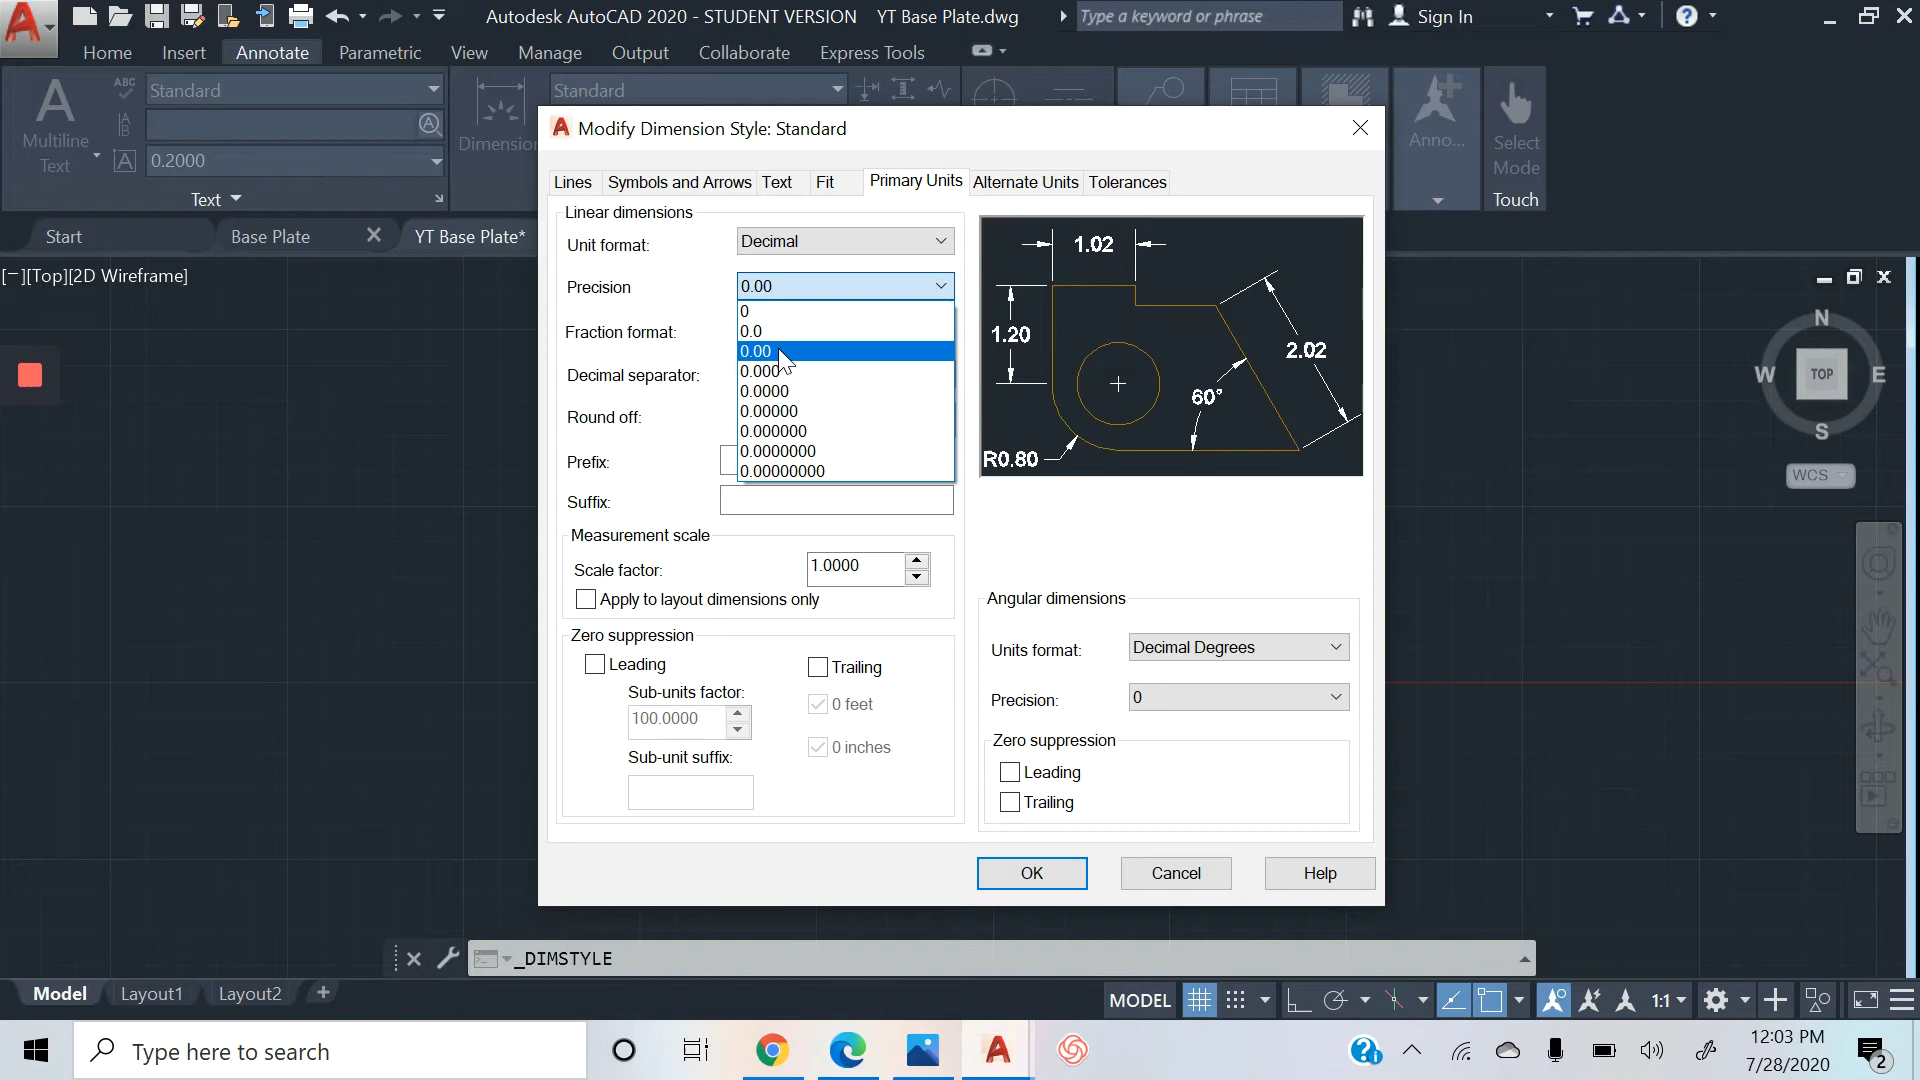 Autodesk AutoCAD 2020 - STUDENT VERSION YT Base Plate.dwg
Type a keyword or phrase
Sign In
Home Insert Annotate Parametric View Manage Output Collaborate Express Tools
Multiline Text
ABC
Standard
0.2000
Text
Dimension
Standard
Anno...
Select Mode
Touch
Start
Base Plate
YT Base Plate*
[−][Top][2D Wireframe]
Modify Dimension Style: Standard
Lines Symbols and Arrows Text Fit Primary Units Alternate Units Tolerances
Linear dimensions
Unit format: Decimal
Precision 0.00
0
0.0
0.00
0.000
0.0000
0.00000
0.000000
0.0000000
0.00000000
Fraction format:
Decimal separator:
Round off:
Prefix:
Suffix:
Measurement scale
Scale factor: 1.0000
Apply to layout dimensions only
Zero suppression
Leading
Trailing
Sub-units factor:
100.0000
0 feet
0 inches
Sub-unit suffix:
1.02
1.20
2.02
60°
R0.80
Angular dimensions
Units format: Decimal Degrees
Precision: 0
Zero suppression
Leading
Trailing
OK Cancel Help
N
W TOP E
S
WCS
_DIMSTYLE
Model Layout1 Layout2 +
MODEL
1:1
Type here to search
12:03 PM
7/28/2020
2